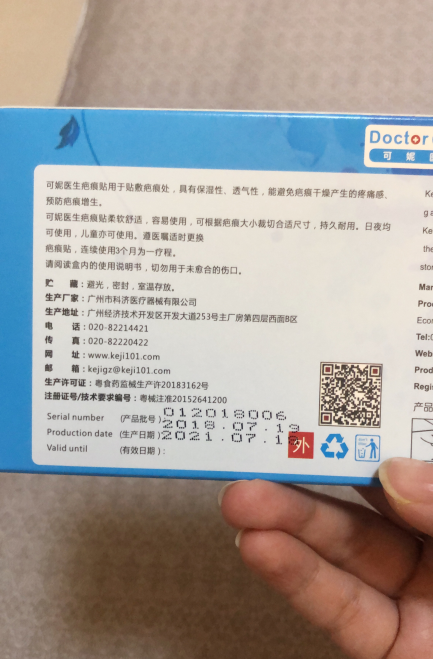 Doctor
可妮医
可妮医生疤痕贴用于贴敷疤痕处，具有保湿性、透气性，能避免疤痕干燥产生的疼痛感、
预防疤痕增生。
可妮医生疤痕贴柔软舒适，容易使用，可根据疤痕大小裁切合适尺寸，持久耐用。日夜均
可使用，儿童亦可使用。遵医嘱适时更换
疤痕贴，连续使用3个月为一疗程。
请阅读盒内的使用说明书，切勿用于未愈合的伤口。
贮 藏：避光，密封，室温存放。
生产厂家：广州市科济医疗器械有限公司
生产地址：广州经济技术开发区开发大道253号主厂房第四层西面B区
电 话：020-82214421
传 真：020-82220422
网 址：www.keji101.com
邮 箱：kejigz@keji101.com
生产许可证：粤食药监械生产许20183162号
注册证号/技术要求编号：粤械注准20152641200
Serial number (产品批号)：012018006
Production date (生产日期)：2018.07.19
Valid until (有效日期)：2021.07.18
外
Ke
g a
Ke
the
stor
Man
Prod
Econ
Tel:0
Web
Prod
Regis
产品